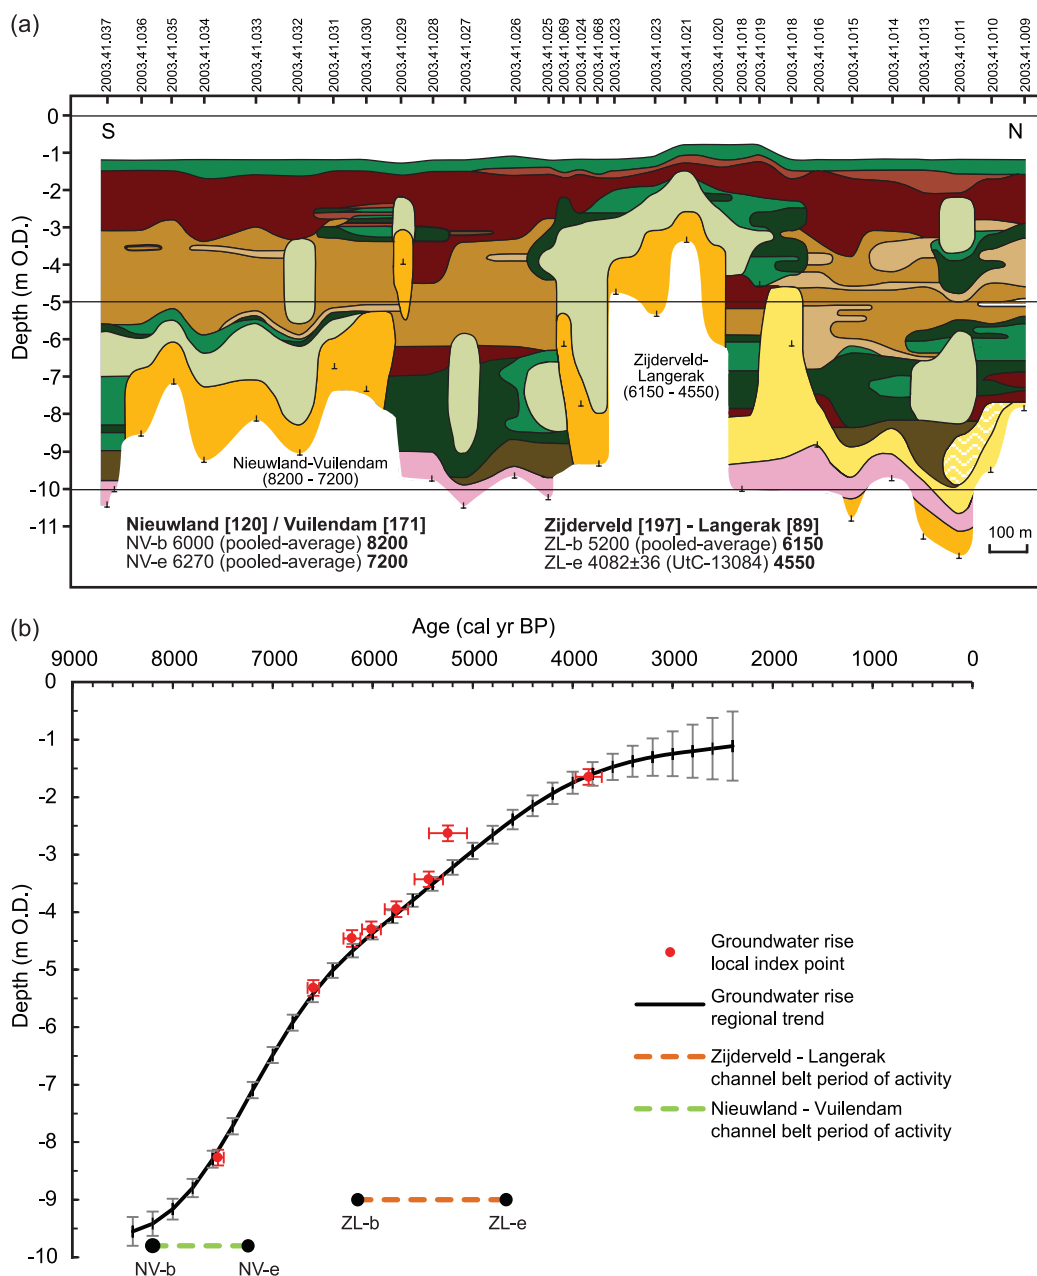 (a)
2003.41.037
2003.41.036
2003.41.035
2003.41.034
2003.41.033
2003.41.032
2003.41.031
2003.41.030
2003.41.029
2003.41.028
2003.41.027
2003.41.026
2003.41.025
2003.41.069
2003.41.024
2003.41.068
2003.41.023
2003.41.023
2003.41.021
2003.41.020
2003.41.018
2003.41.019
2003.41.018
2003.41.016
2003.41.015
2003.41.014
2003.41.013
2003.41.011
2003.41.010
2003.41.009
Depth (m O.D.)
0
-1
-2
-3
-4
-5
-6
-7
-8
-9
-10
-11
S
N
Zijderveld-
Langerak
(6150 - 4550)
Nieuwland-Vuilendam
(8200 - 7200)
Nieuwland [120] / Vuilendam [171]
NV-b 6000 (pooled-average) 8200
NV-e 6270 (pooled-average) 7200
Zijderveld [197] - Langerak [89]
ZL-b 5200 (pooled-average) 6150
ZL-e 4082±36 (UtC-13084) 4550
100 m
(b)
Age (cal yr BP)
9000 8000 7000 6000 5000 4000 3000 2000 1000 0
Depth (m O.D.)
0
-1
-2
-3
-4
-5
-6
-7
-8
-9
-10
Groundwater rise
local index point
Groundwater rise
regional trend
Zijderveld - Langerak
channel belt period of activity
Nieuwland - Vuilendam
channel belt period of activity
ZL-b
ZL-e
NV-b
NV-e